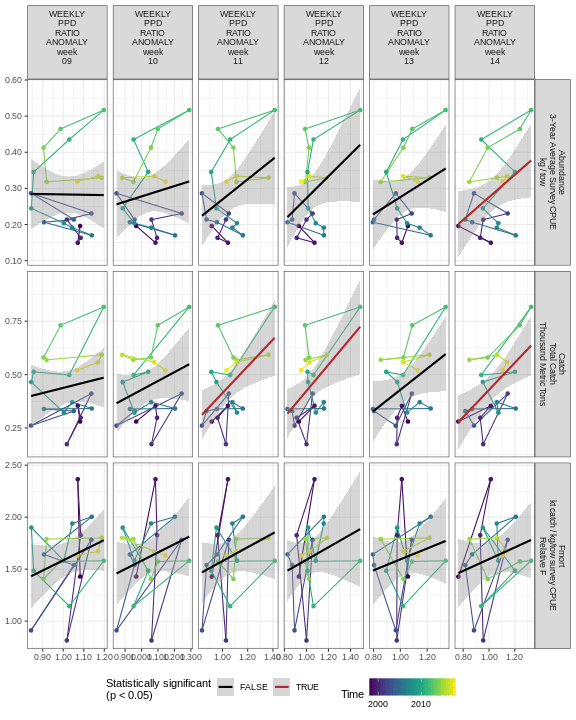 WEEKLY
PPD
RATIO
ANOMALY
week
09
WEEKLY
PPD
RATIO
ANOMALY
week
10
WEEKLY
PPD
RATIO
ANOMALY
week
11
WEEKLY
PPD
RATIO
ANOMALY
week
12
WEEKLY
PPD
RATIO
ANOMALY
week
13
WEEKLY
PPD
RATIO
ANOMALY
week
14
0.60
0.50
0.40
0.30
0.20
0.10
Abundance
3-Year Average Survey CPUE
kg / tow
0.75
0.50
0.25
Catch
Total Catch
Thousand Metric Tons
2.50
2.00
1.50
1.00
Fmort
kt catch / kg/tow survey CPUE
Relative F
0.90 1.00 1.10 1.20
0.90 1.00 1.10 1.20 1.30
1.00 1.20 1.40
0.80 1.00 1.20 1.40
0.80 1.00 1.20
0.80 1.00 1.20
Statistically significant
(p < 0.05)
FALSE
TRUE
Time
2000 2010